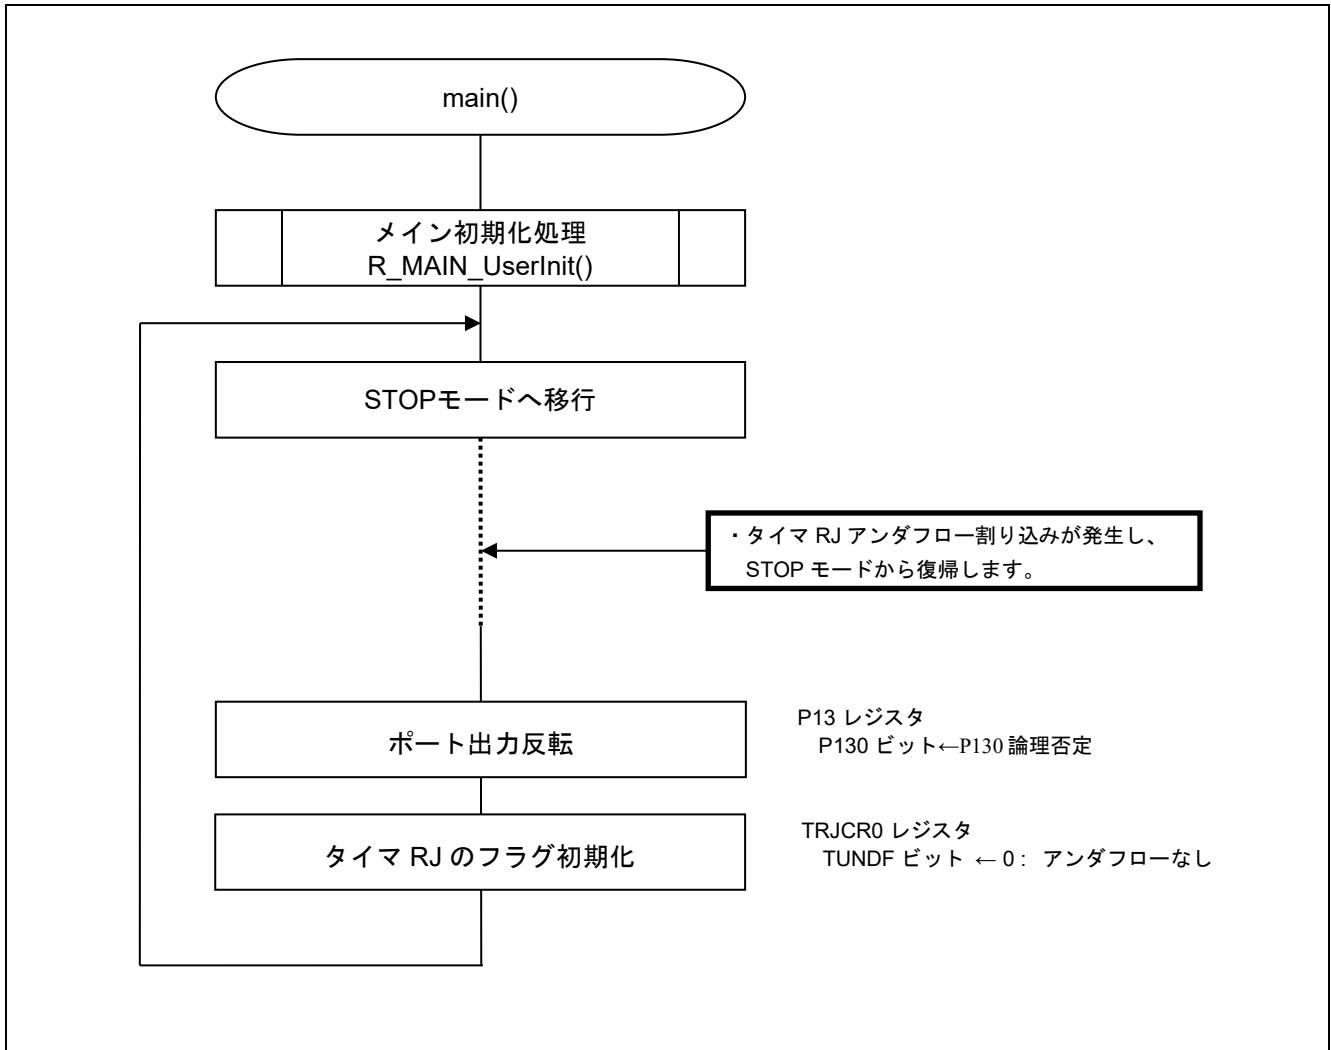 main()
メイン初期化処理
R_MAIN_UserInit()
STOPモードへ移行
・タイマ RJ アンダフロー割り込みが発生し、
STOP モードから復帰します。
ポート出力反転
P13 レジスタ
P130 ビット←P130 論理否定
タイマ RJ のフラグ初期化
TRJCR0 レジスタ
TUNDF ビット ← 0 : アンダフローなし